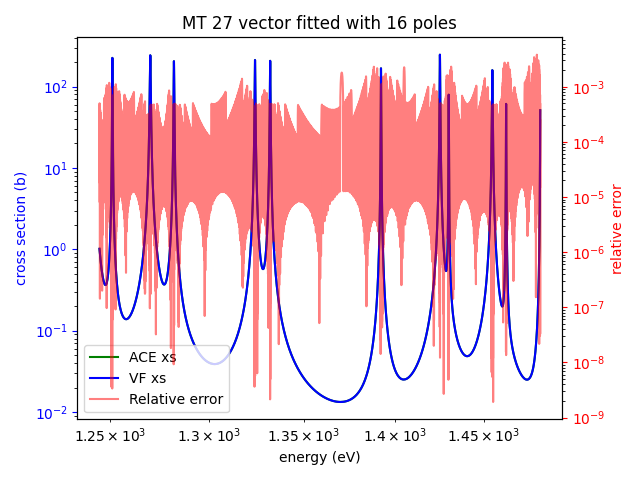 MT 27 vector fitted with 16 poles
cross section (b)
10²
10¹
10⁰
10⁻¹
10⁻²
10⁻³
10⁻⁴
10⁻⁵
10⁻⁶
10⁻⁷
10⁻⁸
10⁻⁹
relative error
ACE xs
VF xs
Relative error
1.25 × 10³ 1.3 × 10³ 1.35 × 10³ 1.4 × 10³ 1.45 × 10³
energy (eV)